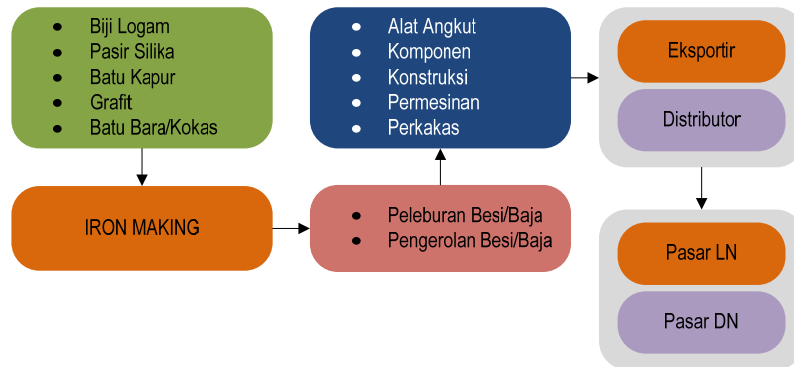 • Biji Logam
• Pasir Silika
• Batu Kapur
• Grafit
• Batu Bara/Kokas
IRON MAKING
• Peleburan Besi/Baja
• Pengerolan Besi/Baja
• Alat Angkut
• Komponen
• Konstruksi
• Permesinan
• Perkakas
Eksportir
Distributor
Pasar LN
Pasar DN